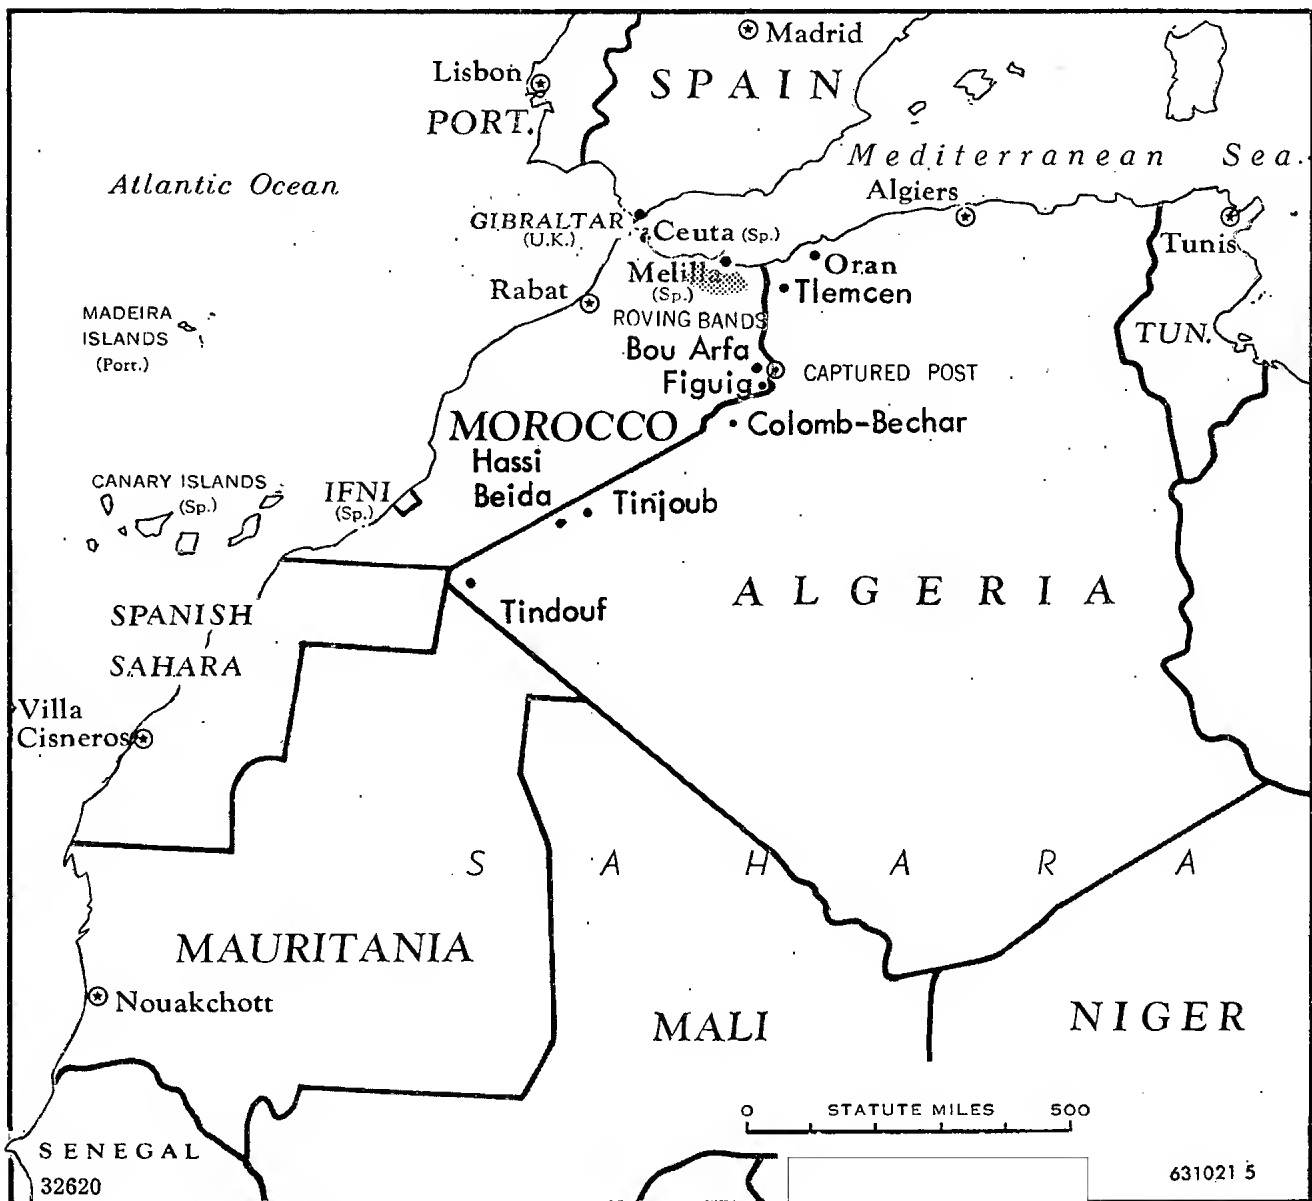 Madrid
Lisbon
SPAIN
PORT.
Mediterranean Sea
Atlantic Ocean
Algiers
GIBRALTAR
(U.K.)
Ceuta (Sp.)
Tunis
Oran
Melilla
(Sp.)
Rabat
Tlemcen
MADEIRA
ISLANDS
(Port.)
ROVING BANDS
TUN.
Bou Arfa
CAPTURED POST
Figuig
MOROCCO
Colomb-Bechar
Hassi
Beida
CANARY ISLANDS
(Sp.)
IFNI
(Sp.)
Tinjoub
ALGERIA
Tindouf
SPANISH
SAHARA
Villa
Cisneros
SAHARA
MAURITANIA
Nouakchott
MALI
NIGER
0 STATUTE MILES 500
SENEGAL
32620
631021 5